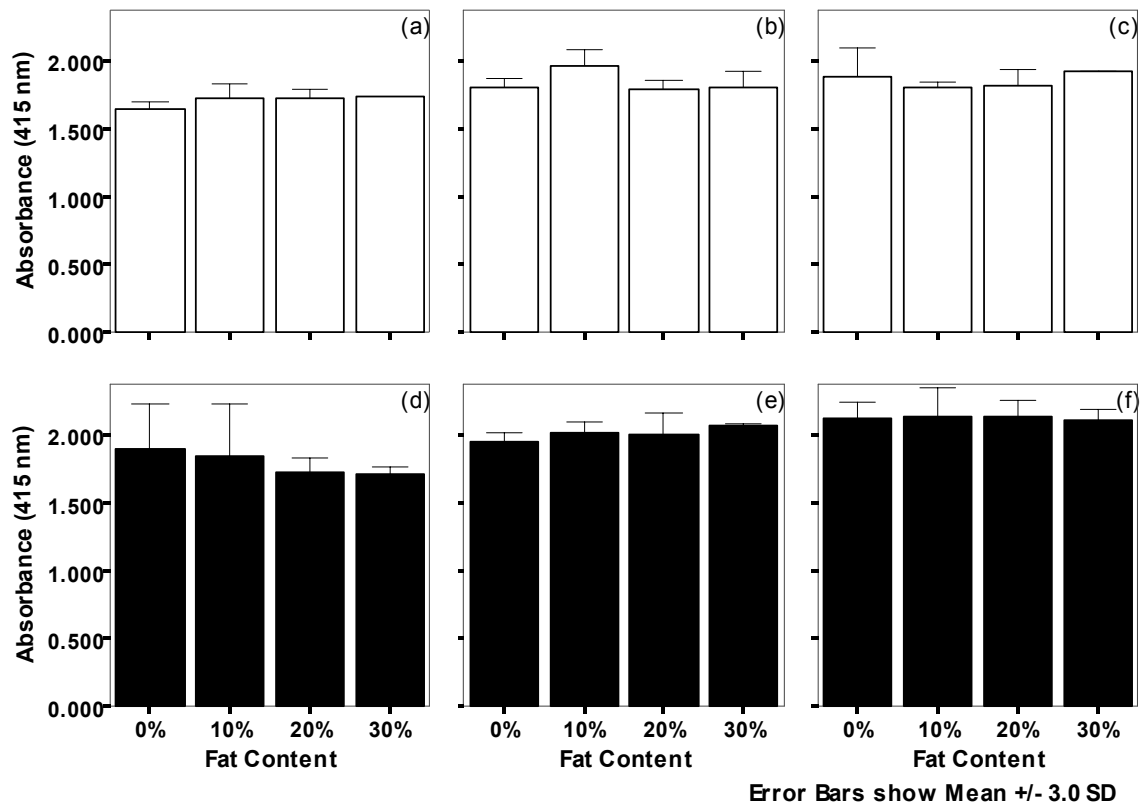 (a)
(b)
(c)
Absorbance (415 nm)
2.000
1.500
1.000
0.500
0.000
(d)
(e)
(f)
Absorbance (415 nm)
2.000
1.500
1.000
0.500
0.000
0% 10% 20% 30%
0% 10% 20% 30%
0% 10% 20% 30%
Fat Content
Fat Content
Fat Content
Error Bars show Mean +/- 3.0 SD